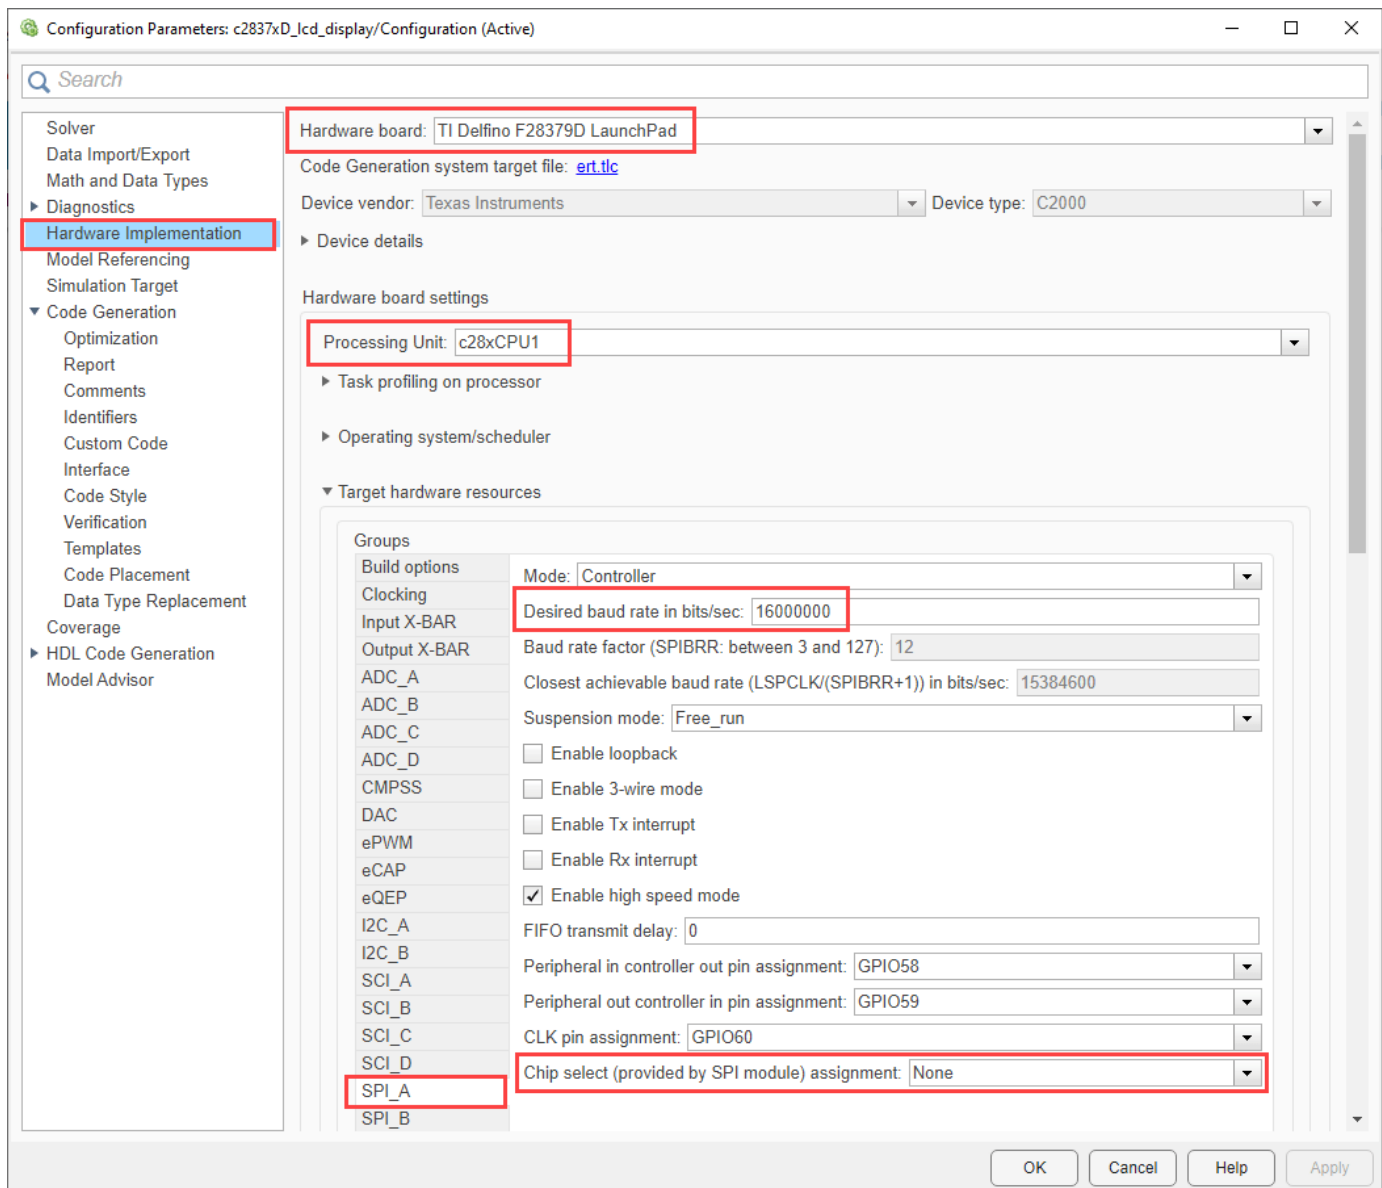 Configuration Parameters: c2837xD_lcd_display/Configuration (Active)
Search
Solver
Data Import/Export
Math and Data Types
Diagnostics
Hardware Implementation
Model Referencing
Simulation Target
Code Generation
Optimization
Report
Comments
Identifiers
Custom Code
Interface
Code Style
Verification
Templates
Code Placement
Data Type Replacement
Coverage
HDL Code Generation
Model Advisor
Hardware board: TI Delfino F28379D LaunchPad
Code Generation system target file: ert.tlc
Device vendor: Texas Instruments Device type: C2000
Device details
Hardware board settings
Processing Unit: c28xCPU1
Task profiling on processor
Operating system/scheduler
Target hardware resources
Groups
Build options
Clocking
Input X-BAR
Output X-BAR
ADC_A
ADC_B
ADC_C
ADC_D
CMPSS
DAC
ePWM
eCAP
eQEP
I2C_A
I2C_B
SCI_A
SCI_B
SCI_C
SCI_D
SPI_A
SPI_B
Mode: Controller
Desired baud rate in bits/sec: 16000000
Baud rate factor (SPIBRR: between 3 and 127): 12
Closest achievable baud rate (LSPCLK/(SPIBRR+1)) in bits/sec: 15384600
Suspension mode: Free_run
Enable loopback
Enable 3-wire mode
Enable Tx interrupt
Enable Rx interrupt
Enable high speed mode
FIFO transmit delay: 0
Peripheral in controller out pin assignment: GPIO58
Peripheral out controller in pin assignment: GPIO59
CLK pin assignment: GPIO60
Chip select (provided by SPI module) assignment: None
OK Cancel Help Apply